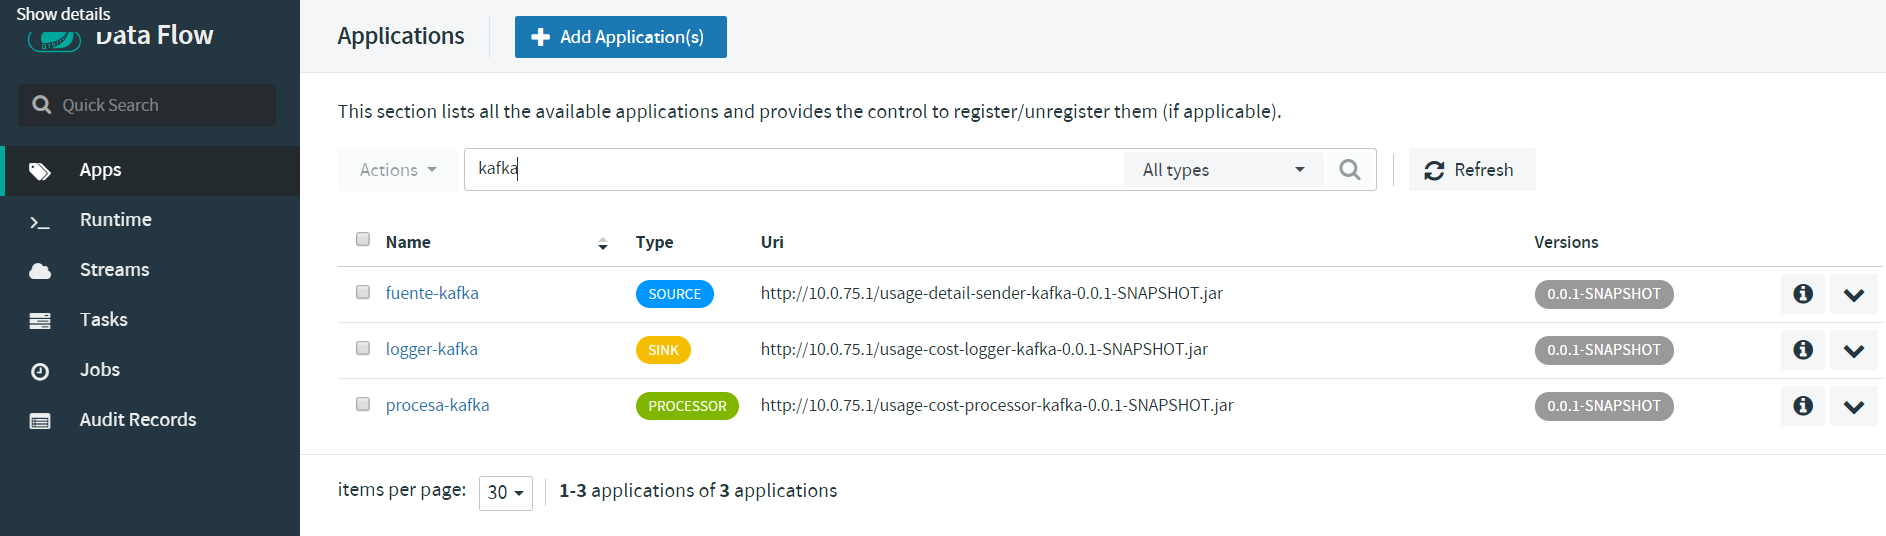 Show details
Data Flow
Quick Search
Apps
Runtime
Streams
Tasks
Jobs
Audit Records
Applications
Add Application(s)
This section lists all the available applications and provides the control to register/unregister them (if applicable).
Actions kafka All types Refresh
Name Type Uri Versions
fuente-kafka SOURCE http://10.0.75.1/usage-detail-sender-kafka-0.0.1-SNAPSHOT.jar 0.0.1-SNAPSHOT
logger-kafka SINK http://10.0.75.1/usage-cost-logger-kafka-0.0.1-SNAPSHOT.jar 0.0.1-SNAPSHOT
procesa-kafka PROCESSOR http://10.0.75.1/usage-cost-processor-kafka-0.0.1-SNAPSHOT.jar 0.0.1-SNAPSHOT
items per page: 30 1-3 applications of 3 applications